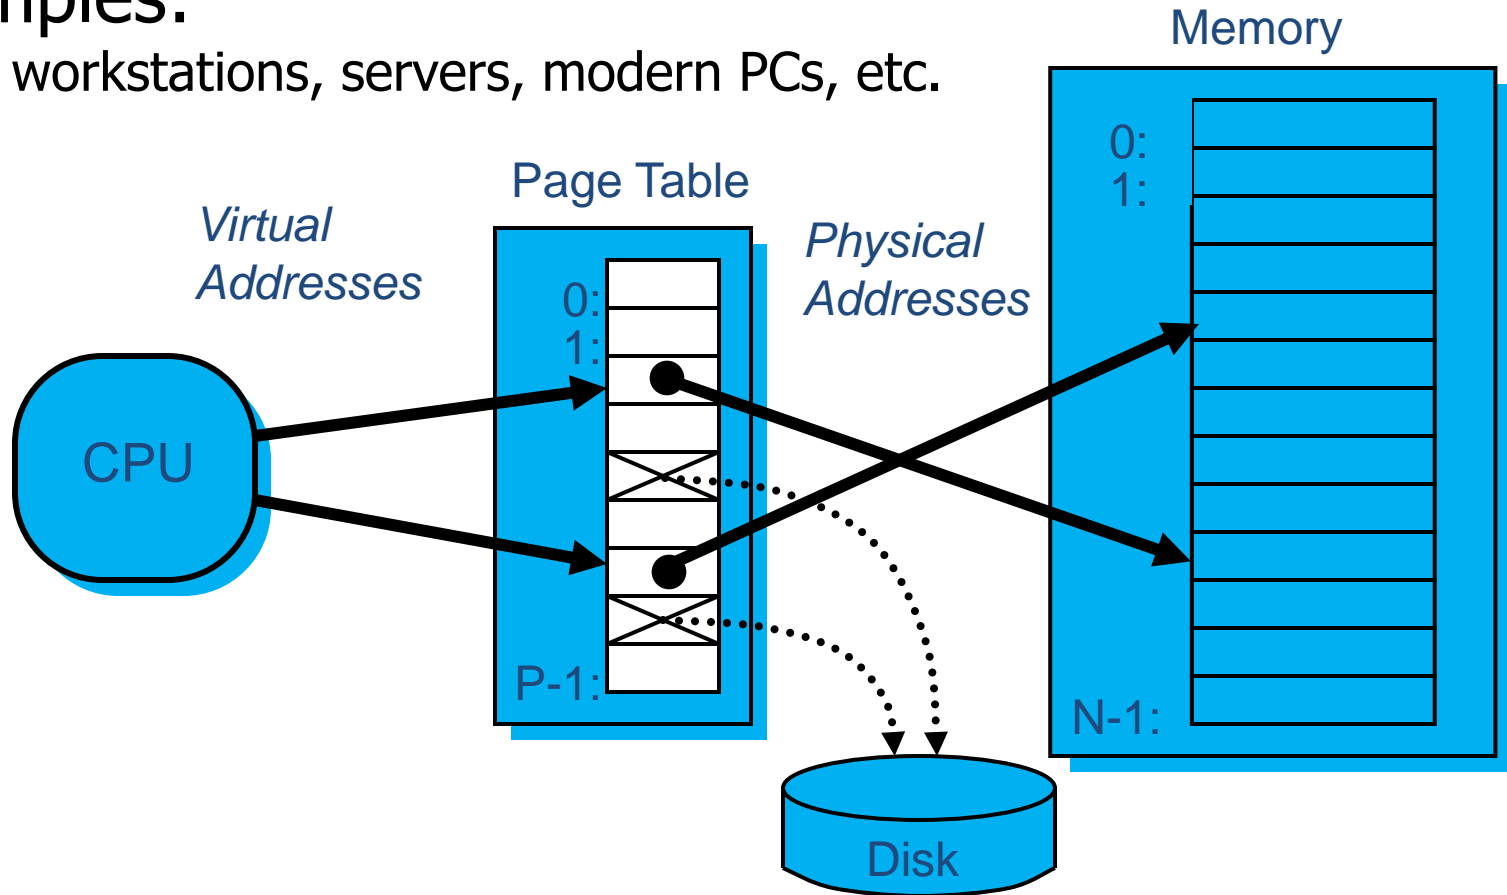 workstations, servers, modern PCs, etc.
Memory
Page Table
Virtual
Addresses
Physical
Addresses
0:
1:
0:
1:
CPU
P-1:
N-1:
Disk